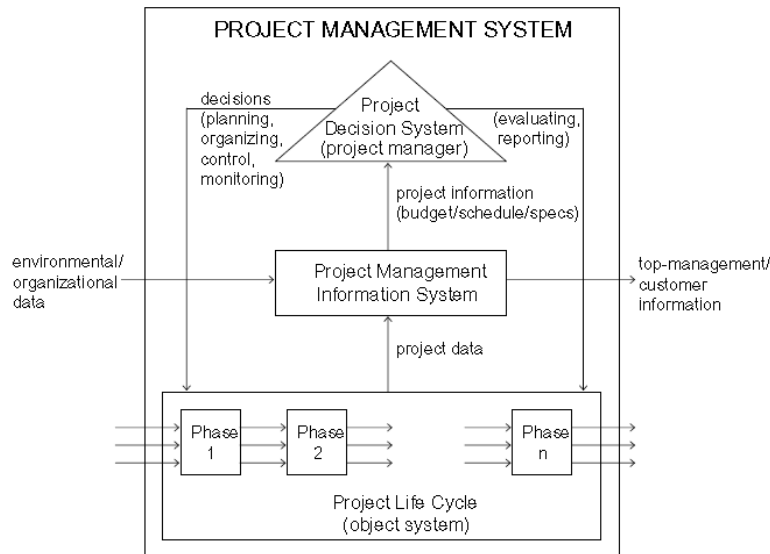 PROJECT MANAGEMENT SYSTEM
decisions
(planning,
organizing,
control,
monitoring)
Project
Decision System
(project manager)
(evaluating,
reporting)
project information
(budget/schedule/specs)
environmental/
organizational
data
Project Management
Information System
top-management/
customer
information
project data
Phase
1
Phase
2
Phase
n
Project Life Cycle
(object system)